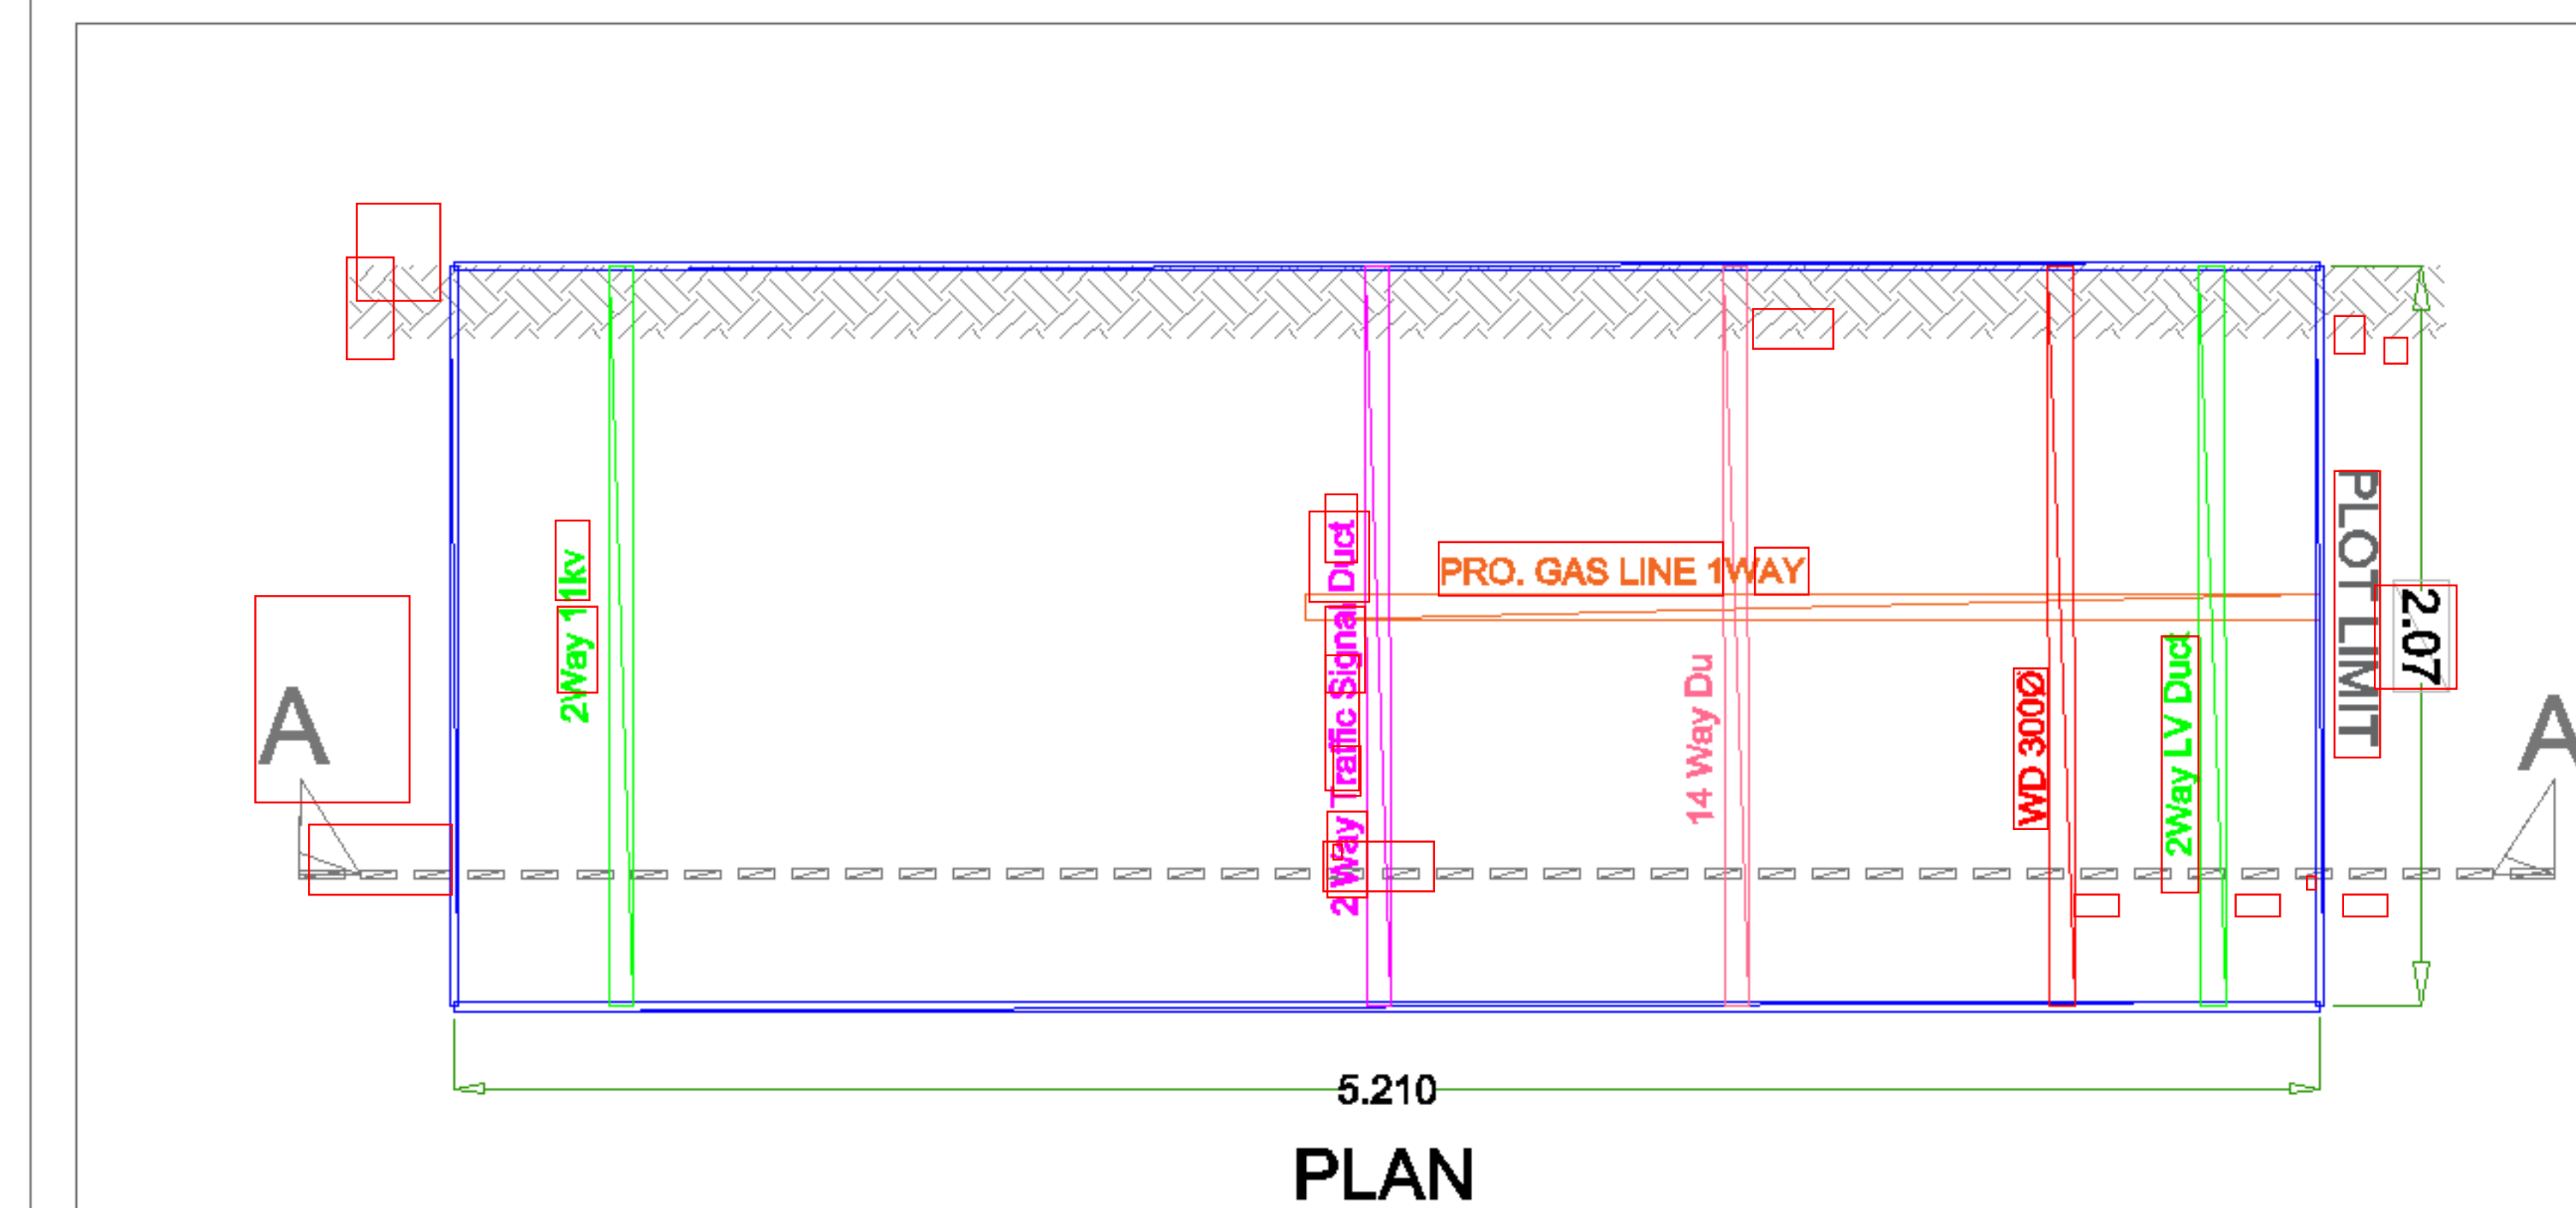 2Way 11kv
2Way Traffic Signal Duct
PRO. GAS LINE 1WAY
14 Way Du
WD 300Ø
2Way LV Duct
PLOT LIMIT
2.07
A
A
5.210
PLAN